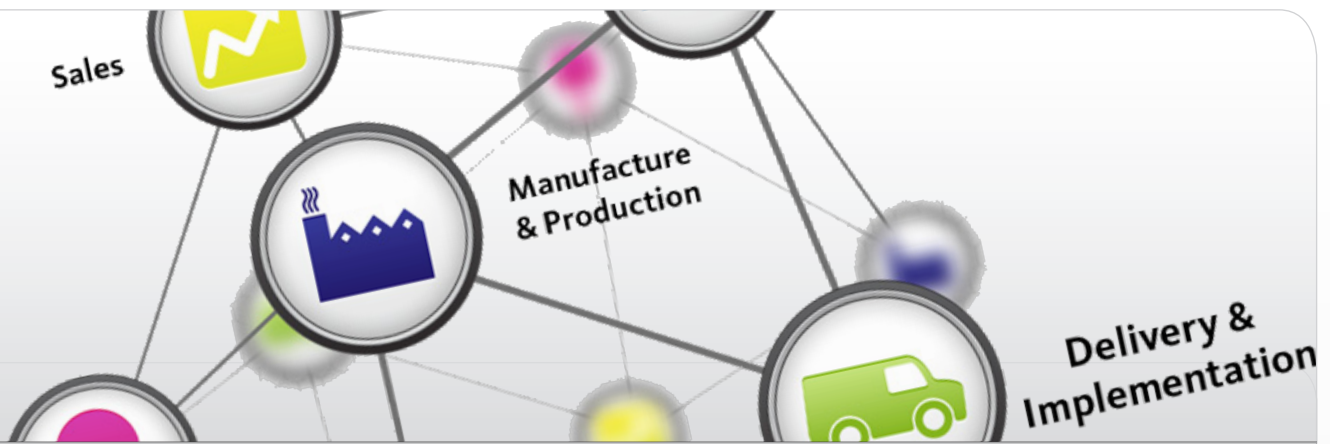 Sales
Manufacture
& Production
Delivery &
Implementation